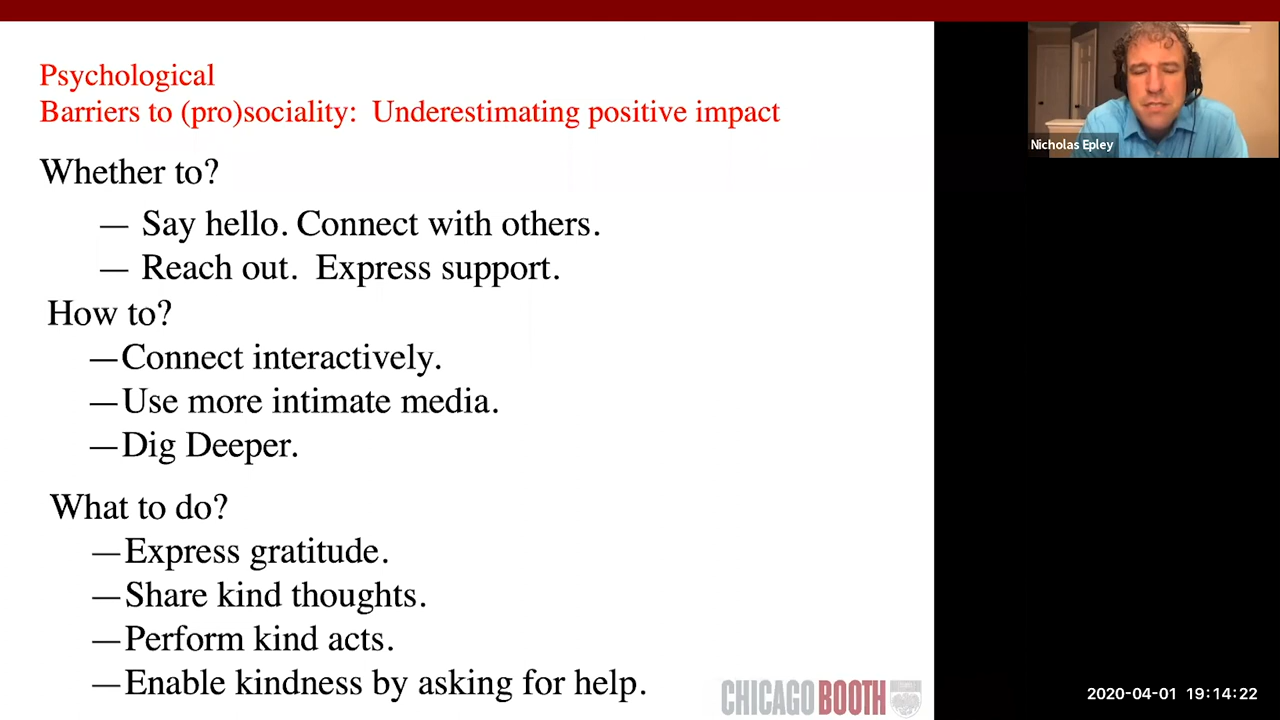 Psychological
Barriers to (pro)sociality:  Underestimating positive impact
Whether to?
— Say hello. Connect with others.
— Reach out.  Express support.
How to?
—Connect interactively.
—Use more intimate media.
—Dig Deeper.
What to do?
—Express gratitude.
—Share kind thoughts.
—Perform kind acts.
—Enable kindness by asking for help.
CHICAGO BOOTH
Nicholas Epley
2020-04-01 19:14:22